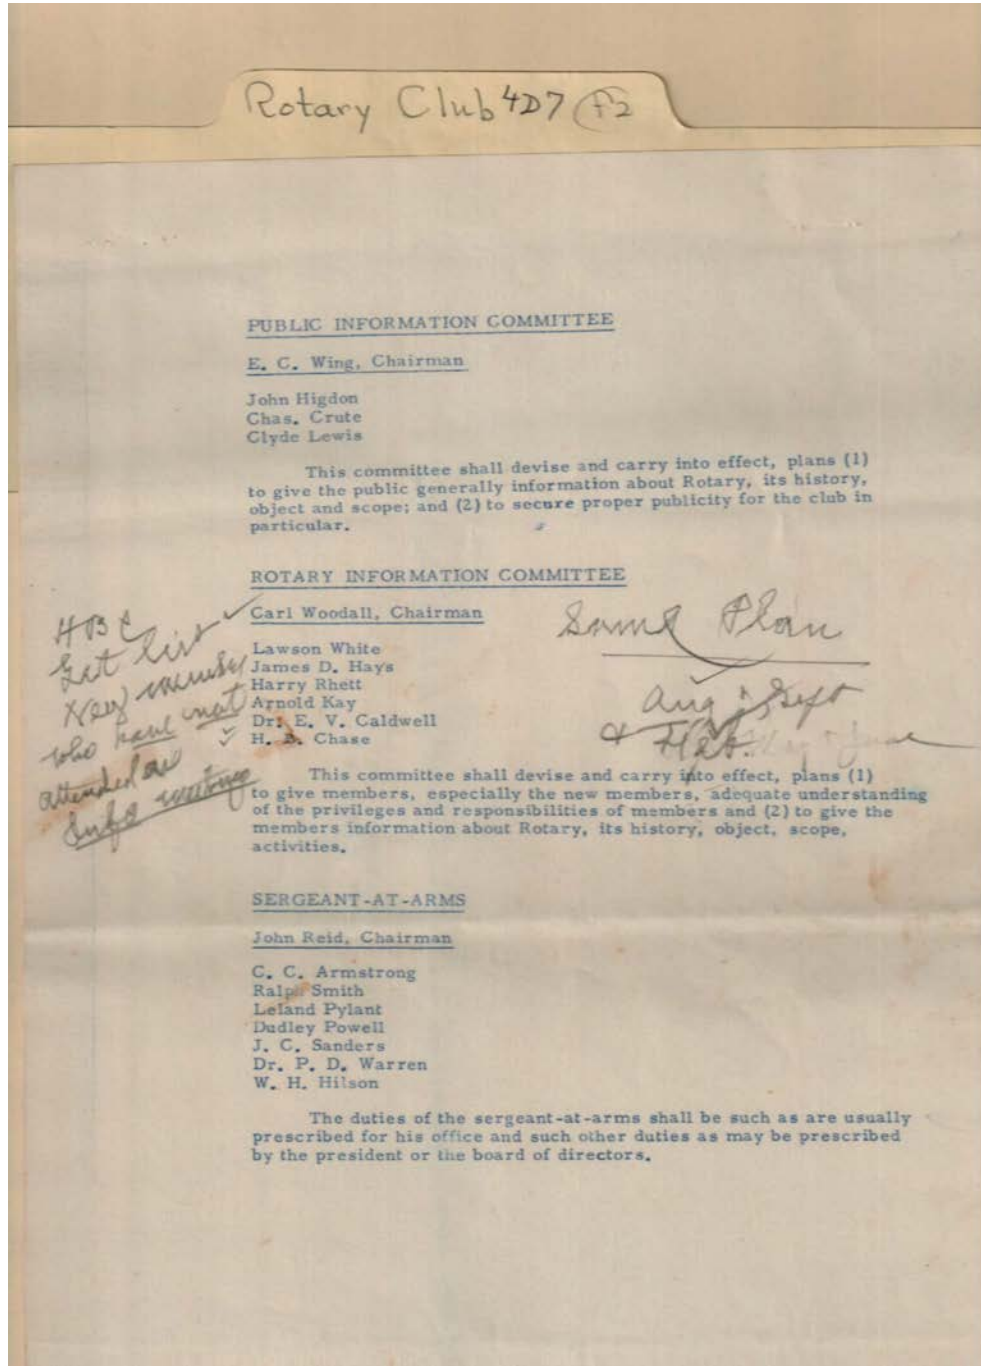 Rotary Club 4D7 F2
PUBLIC INFORMATION COMMITTEE
E. C. Wing, Chairman
John Higdon
Chas. Crute
Clyde Lewis
This committee shall devise and carry into effect, plans (1)
to give the public generally information about Rotary, its history,
object and scope; and (2) to secure proper publicity for the club in
particular.
ROTARY INFORMATION COMMITTEE
Carl Woodall, Chairman
Lawson White
James D. Hays
Harry Rhett
Arnold Kay
Dr. E. V. Caldwell
H. B. Chase
HBC
Get list
New
who have not
attended
Info meeting
Some Plan
Aug & Sept
& Feb. May & June
This committee shall devise and carry into effect, plans (1)
to give members, especially the new members, adequate understanding
of the privileges and responsibilities of members and (2) to give the
members information about Rotary, its history, object, scope,
activities.
SERGEANT-AT-ARMS
John Reid, Chairman
C. C. Armstrong
Ralph Smith
Leland Pylant
Dudley Powell
J. C. Sanders
Dr. P. D. Warren
W. H. Hilson
The duties of the sergeant-at-arms shall be such as are usually
prescribed for his office and such other duties as may be prescribed
by the president or the board of directors.